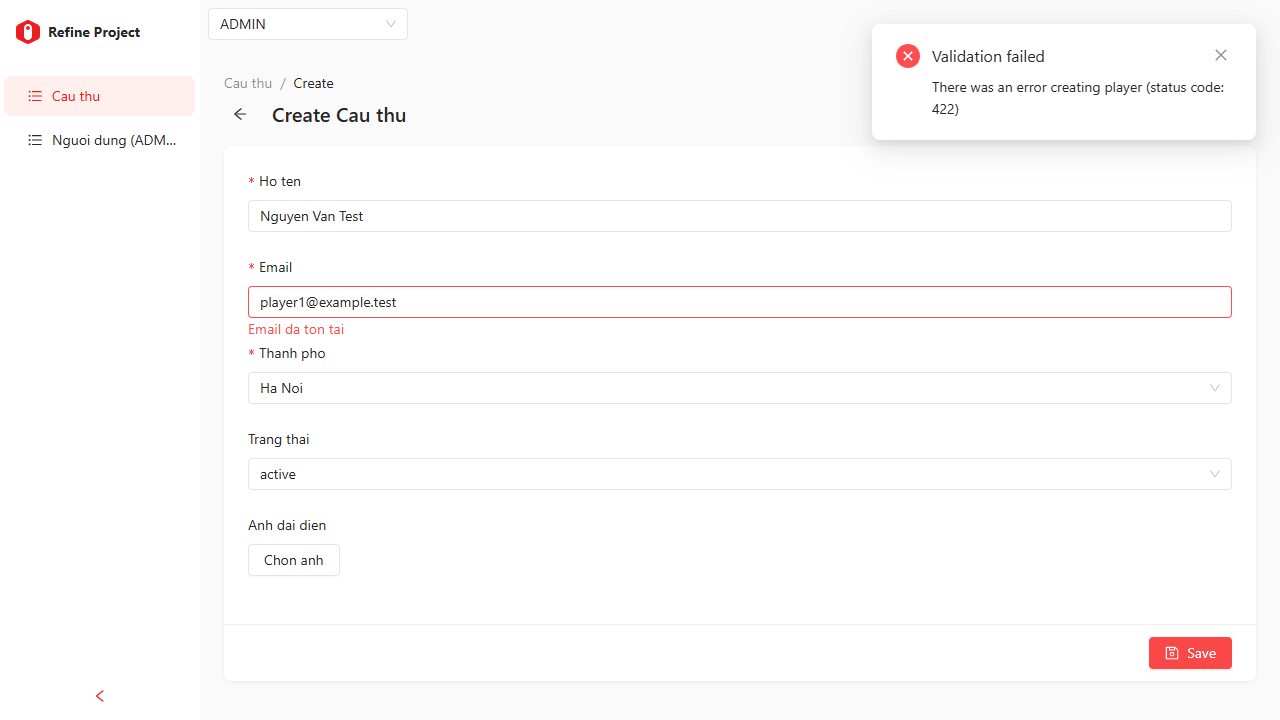 Refine Project
ADMIN
Validation failed
There was an error creating player (status code:
422)
Cau thu
Nguoi dung (ADM...
Cau thu / Create
Create Cau thu
* Ho ten
Nguyen Van Test
* Email
player1@example.test
Email da ton tai
* Thanh pho
Ha Noi
Trang thai
active
Anh dai dien
Chon anh
Save